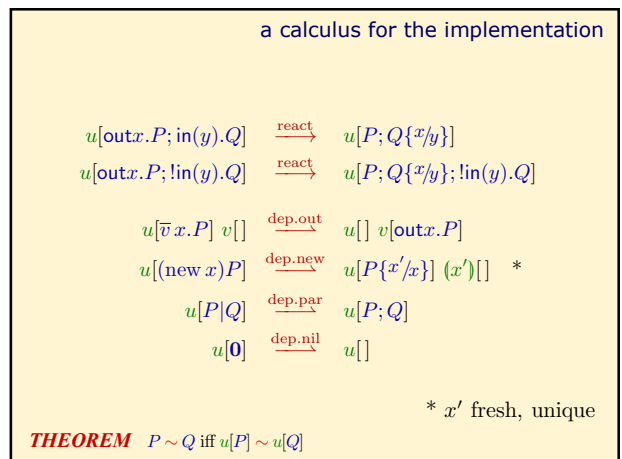 a calculus for the implementation
u[outx.P; in(y).Q] —react→ u[P; Q{x/y}]
u[outx.P; !in(y).Q] —react→ u[P; Q{x/y}; !in(y).Q]
u[v̅ x.P] v[] —dep.out⇀ u[] v[outx.P]
u[(new x)P] —dep.new⇀ u[P{x′/x}] (x′)[] *
u[P|Q] —dep.par⇀ u[P; Q]
u[0] —dep.nil⇀ u[]
* x′ fresh, unique
THEOREM P ∼ Q iff u[P] ∼ u[Q]